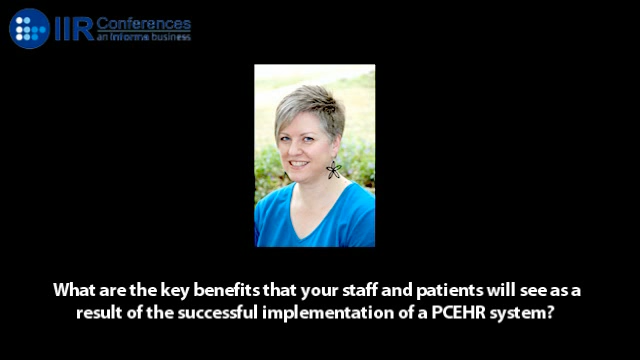 IIR Conferences
an informa business
What are the key benefits that your staff and patients will see as a
result of the successful implementation of a PCEHR system?